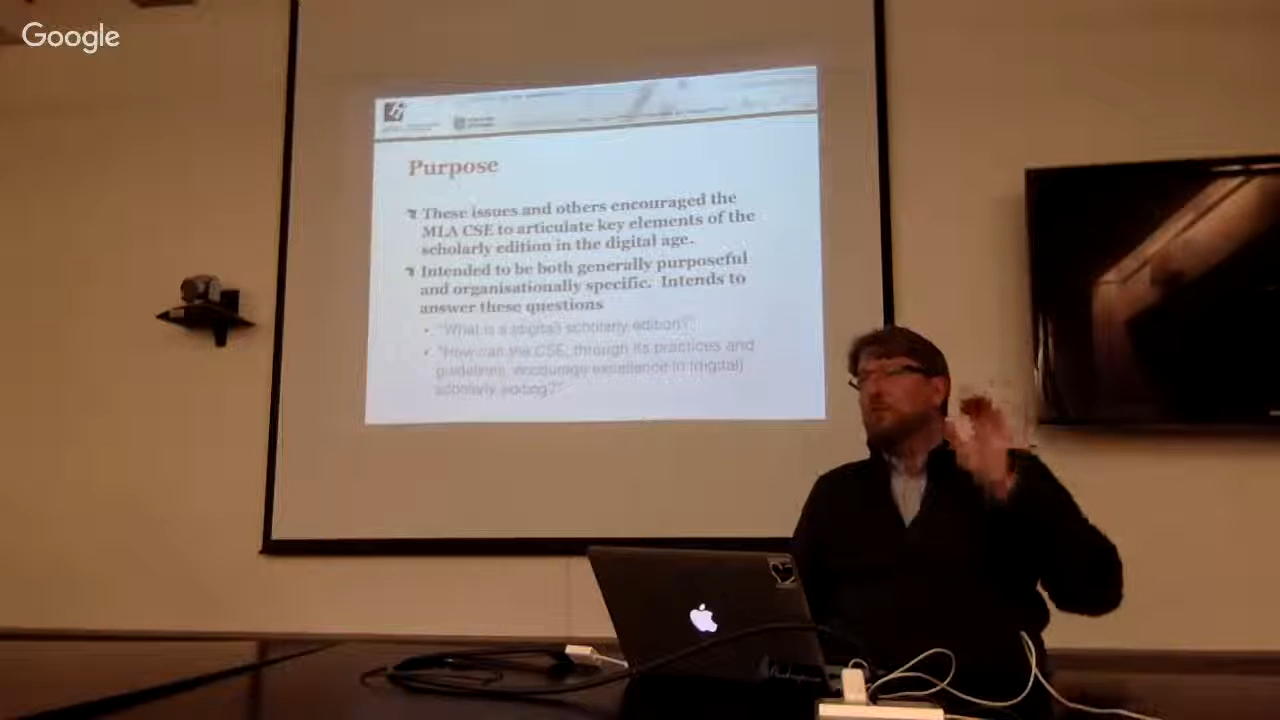 Google
Purpose
These issues and others encouraged the
MLA CSE to articulate key elements of the
scholarly edition in the digital age.
Intended to be both generally purposeful
and organisationally specific. Intends to
answer these questions
• "What is a (digital) scholarly edition?"
• "How can the CSE, through its practices and
guidelines, encourage excellence in (digital)
scholarly editing?"